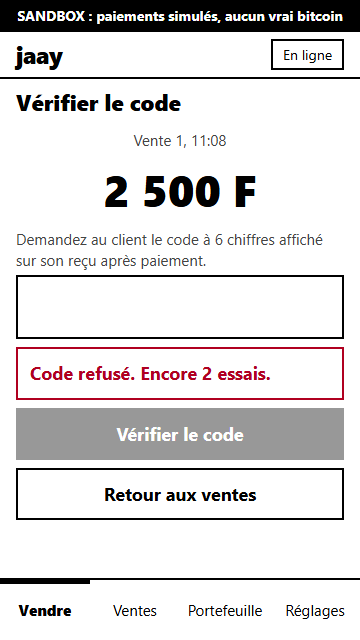 SANDBOX : paiements simulés, aucun vrai bitcoin
jaay
En ligne
Vérifier le code
Vente 1, 11:08
2 500 F
Demandez au client le code à 6 chiffres affiché
sur son reçu après paiement.
Code refusé. Encore 2 essais.
Vérifier le code
Retour aux ventes
Vendre
Ventes
Portefeuille
Réglages